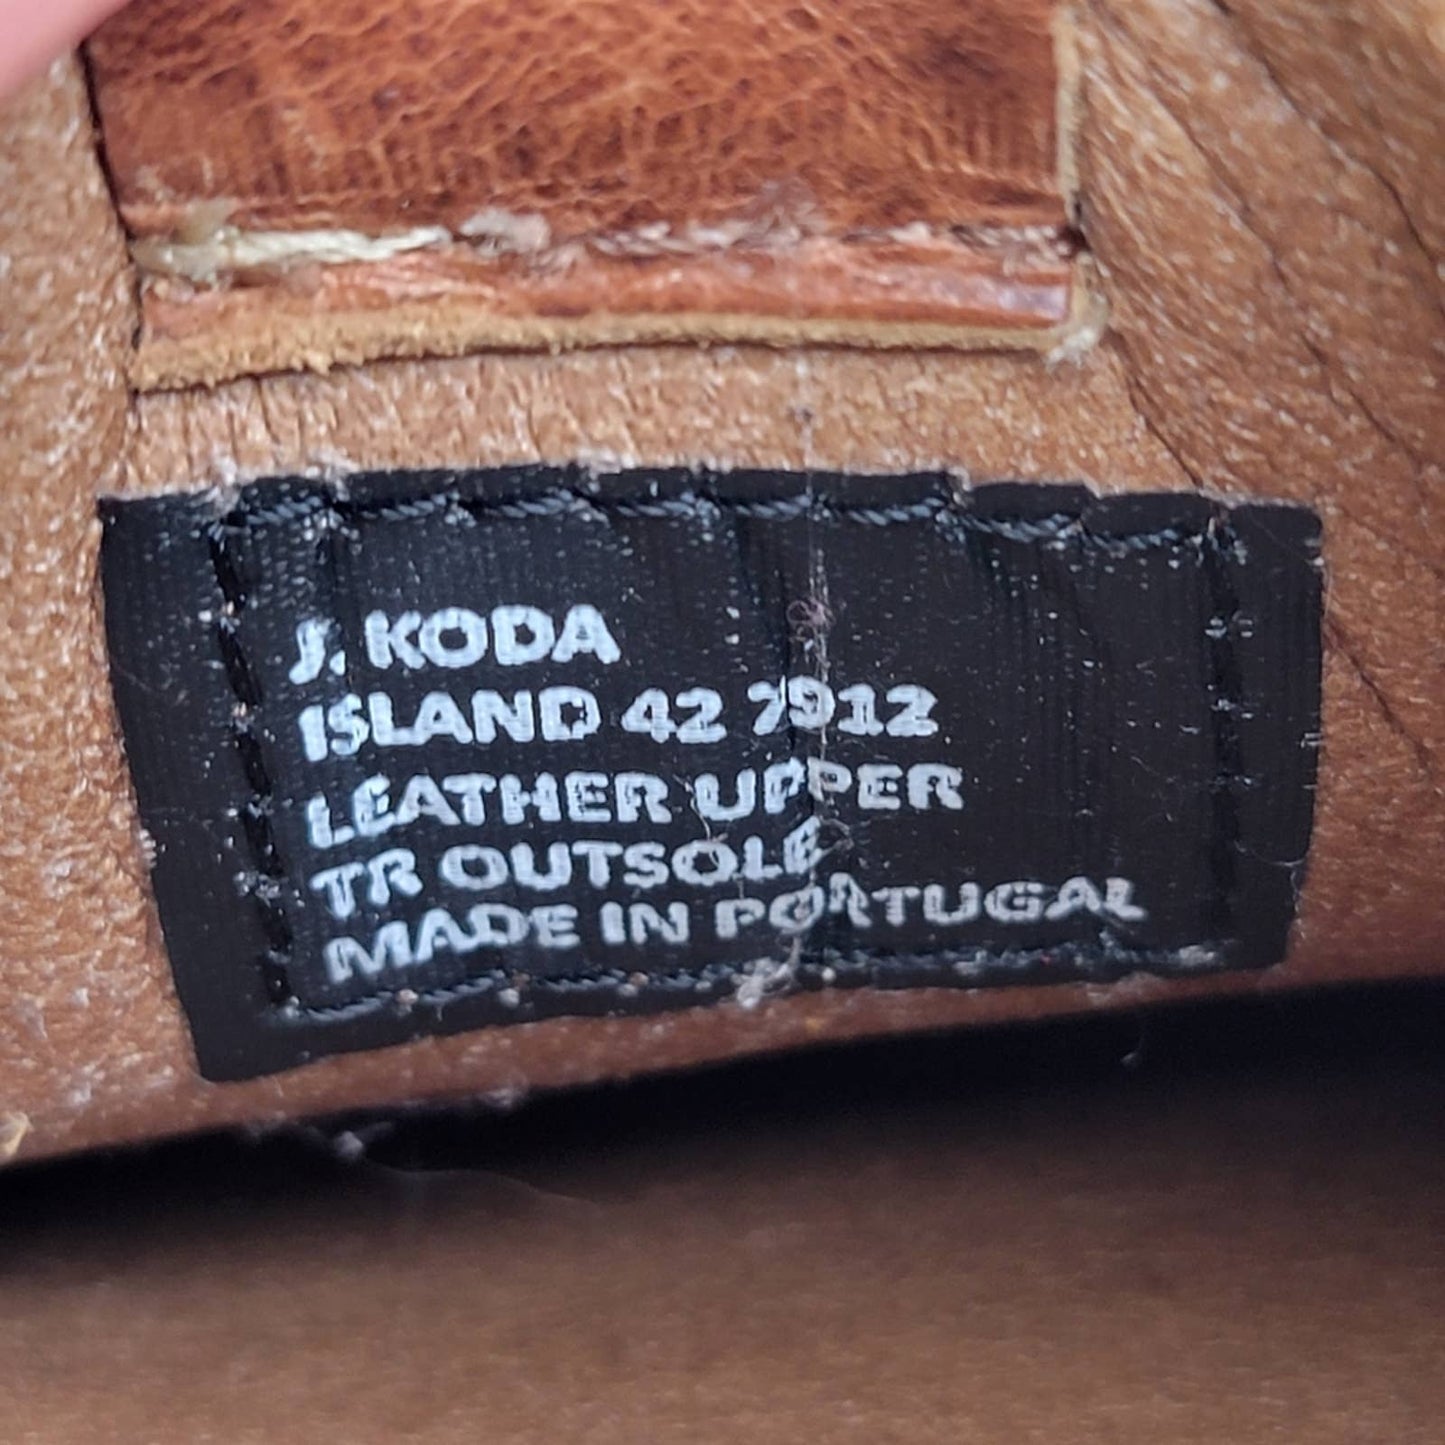 J. KODA
ISLAND 42 7912
LEATHER UPPER
TR OUTSOLE
MADE IN PORTUGAL